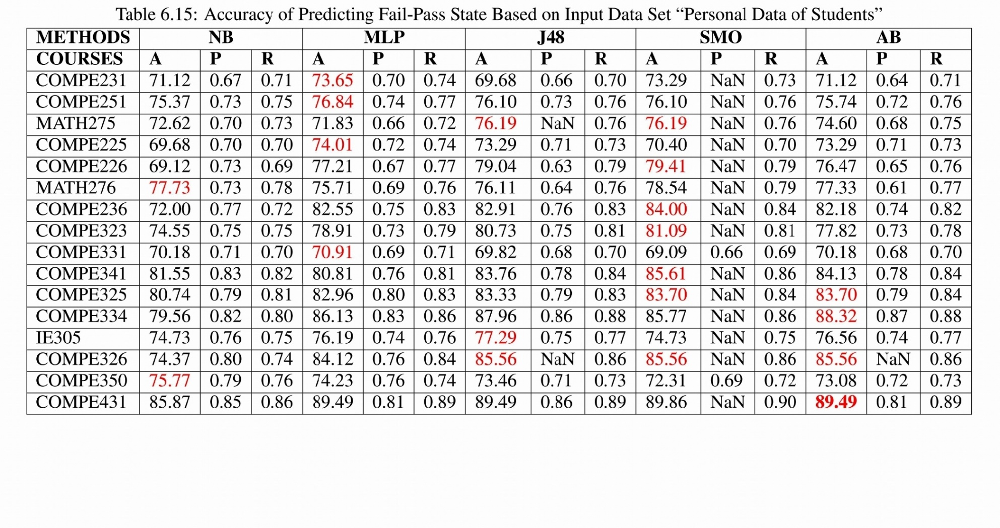 Table 6.15: Accuracy of Predicting Fail-Pass State Based on Input Data Set “Personal Data of Students”
METHODS NB MLP J48 SMO AB
COURSES A P R A P R A P R A P R A P R
COMPE231 71.12 0.67 0.71 73.65 0.70 0.74 69.68 0.66 0.70 73.29 NaN 0.73 71.12 0.64 0.71
COMPE251 75.37 0.73 0.75 76.84 0.74 0.77 76.10 0.73 0.76 76.10 NaN 0.76 75.74 0.72 0.76
MATH275 72.62 0.70 0.73 71.83 0.66 0.72 76.19 NaN 0.76 76.19 NaN 0.76 74.60 0.68 0.75
COMPE225 69.68 0.70 0.70 74.01 0.72 0.74 73.29 0.71 0.73 70.40 NaN 0.70 73.29 0.71 0.73
COMPE226 69.12 0.73 0.69 77.21 0.67 0.77 79.04 0.63 0.79 79.41 NaN 0.79 76.47 0.65 0.76
MATH276 77.73 0.73 0.78 75.71 0.69 0.76 76.11 0.64 0.76 78.54 NaN 0.79 77.33 0.61 0.77
COMPE236 72.00 0.77 0.72 82.55 0.75 0.83 82.91 0.76 0.83 84.00 NaN 0.84 82.18 0.74 0.82
COMPE323 74.55 0.75 0.75 78.91 0.73 0.79 80.73 0.75 0.81 81.09 NaN 0.81 77.82 0.73 0.78
COMPE331 70.18 0.71 0.70 70.91 0.69 0.71 69.82 0.68 0.70 69.09 0.66 0.69 70.18 0.68 0.70
COMPE341 81.55 0.83 0.82 80.81 0.76 0.81 83.76 0.78 0.84 85.61 NaN 0.86 84.13 0.78 0.84
COMPE325 80.74 0.79 0.81 82.96 0.80 0.83 83.33 0.79 0.83 83.70 NaN 0.84 83.70 0.79 0.84
COMPE334 79.56 0.82 0.80 86.13 0.83 0.86 87.96 0.86 0.88 85.77 NaN 0.86 88.32 0.87 0.88
IE305 74.73 0.76 0.75 76.19 0.74 0.76 77.29 0.75 0.77 74.73 NaN 0.75 76.56 0.74 0.77
COMPE326 74.37 0.80 0.74 84.12 0.76 0.84 85.56 NaN 0.86 85.56 NaN 0.86 85.56 NaN 0.86
COMPE350 75.77 0.79 0.76 74.23 0.76 0.74 73.46 0.71 0.73 72.31 0.69 0.72 73.08 0.72 0.73
COMPE431 85.87 0.85 0.86 89.49 0.81 0.89 89.49 0.86 0.89 89.86 NaN 0.90 89.49 0.81 0.89